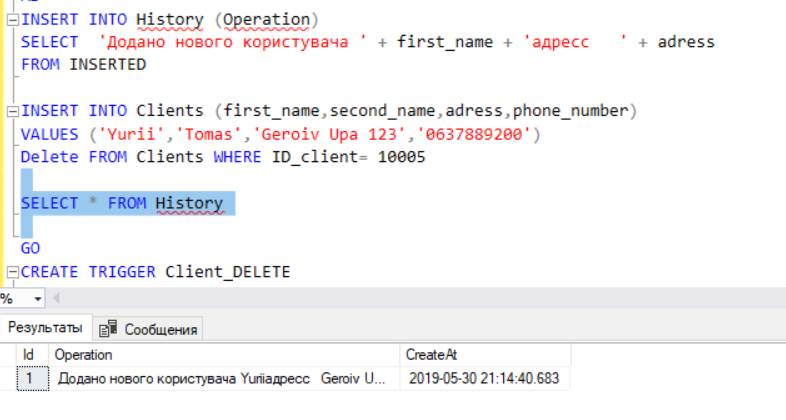 INSERT INTO History (Operation)
SELECT 'Додано нового користувача ' + first_name + 'адресс   ' + adress
FROM INSERTED
INSERT INTO Clients (first_name,second_name,adress,phone_number)
VALUES ('Yurii','Tomas','Geroiv Upa 123','0637889200')
Delete FROM Clients WHERE ID_client= 10005
SELECT * FROM History
GO
CREATE TRIGGER Client_DELETE
%
Результаты Сообщения
Id Operation CreateAt
1 Додано нового користувача Yuriiадресс   Geroiv U... 2019-05-30 21:14:40.683